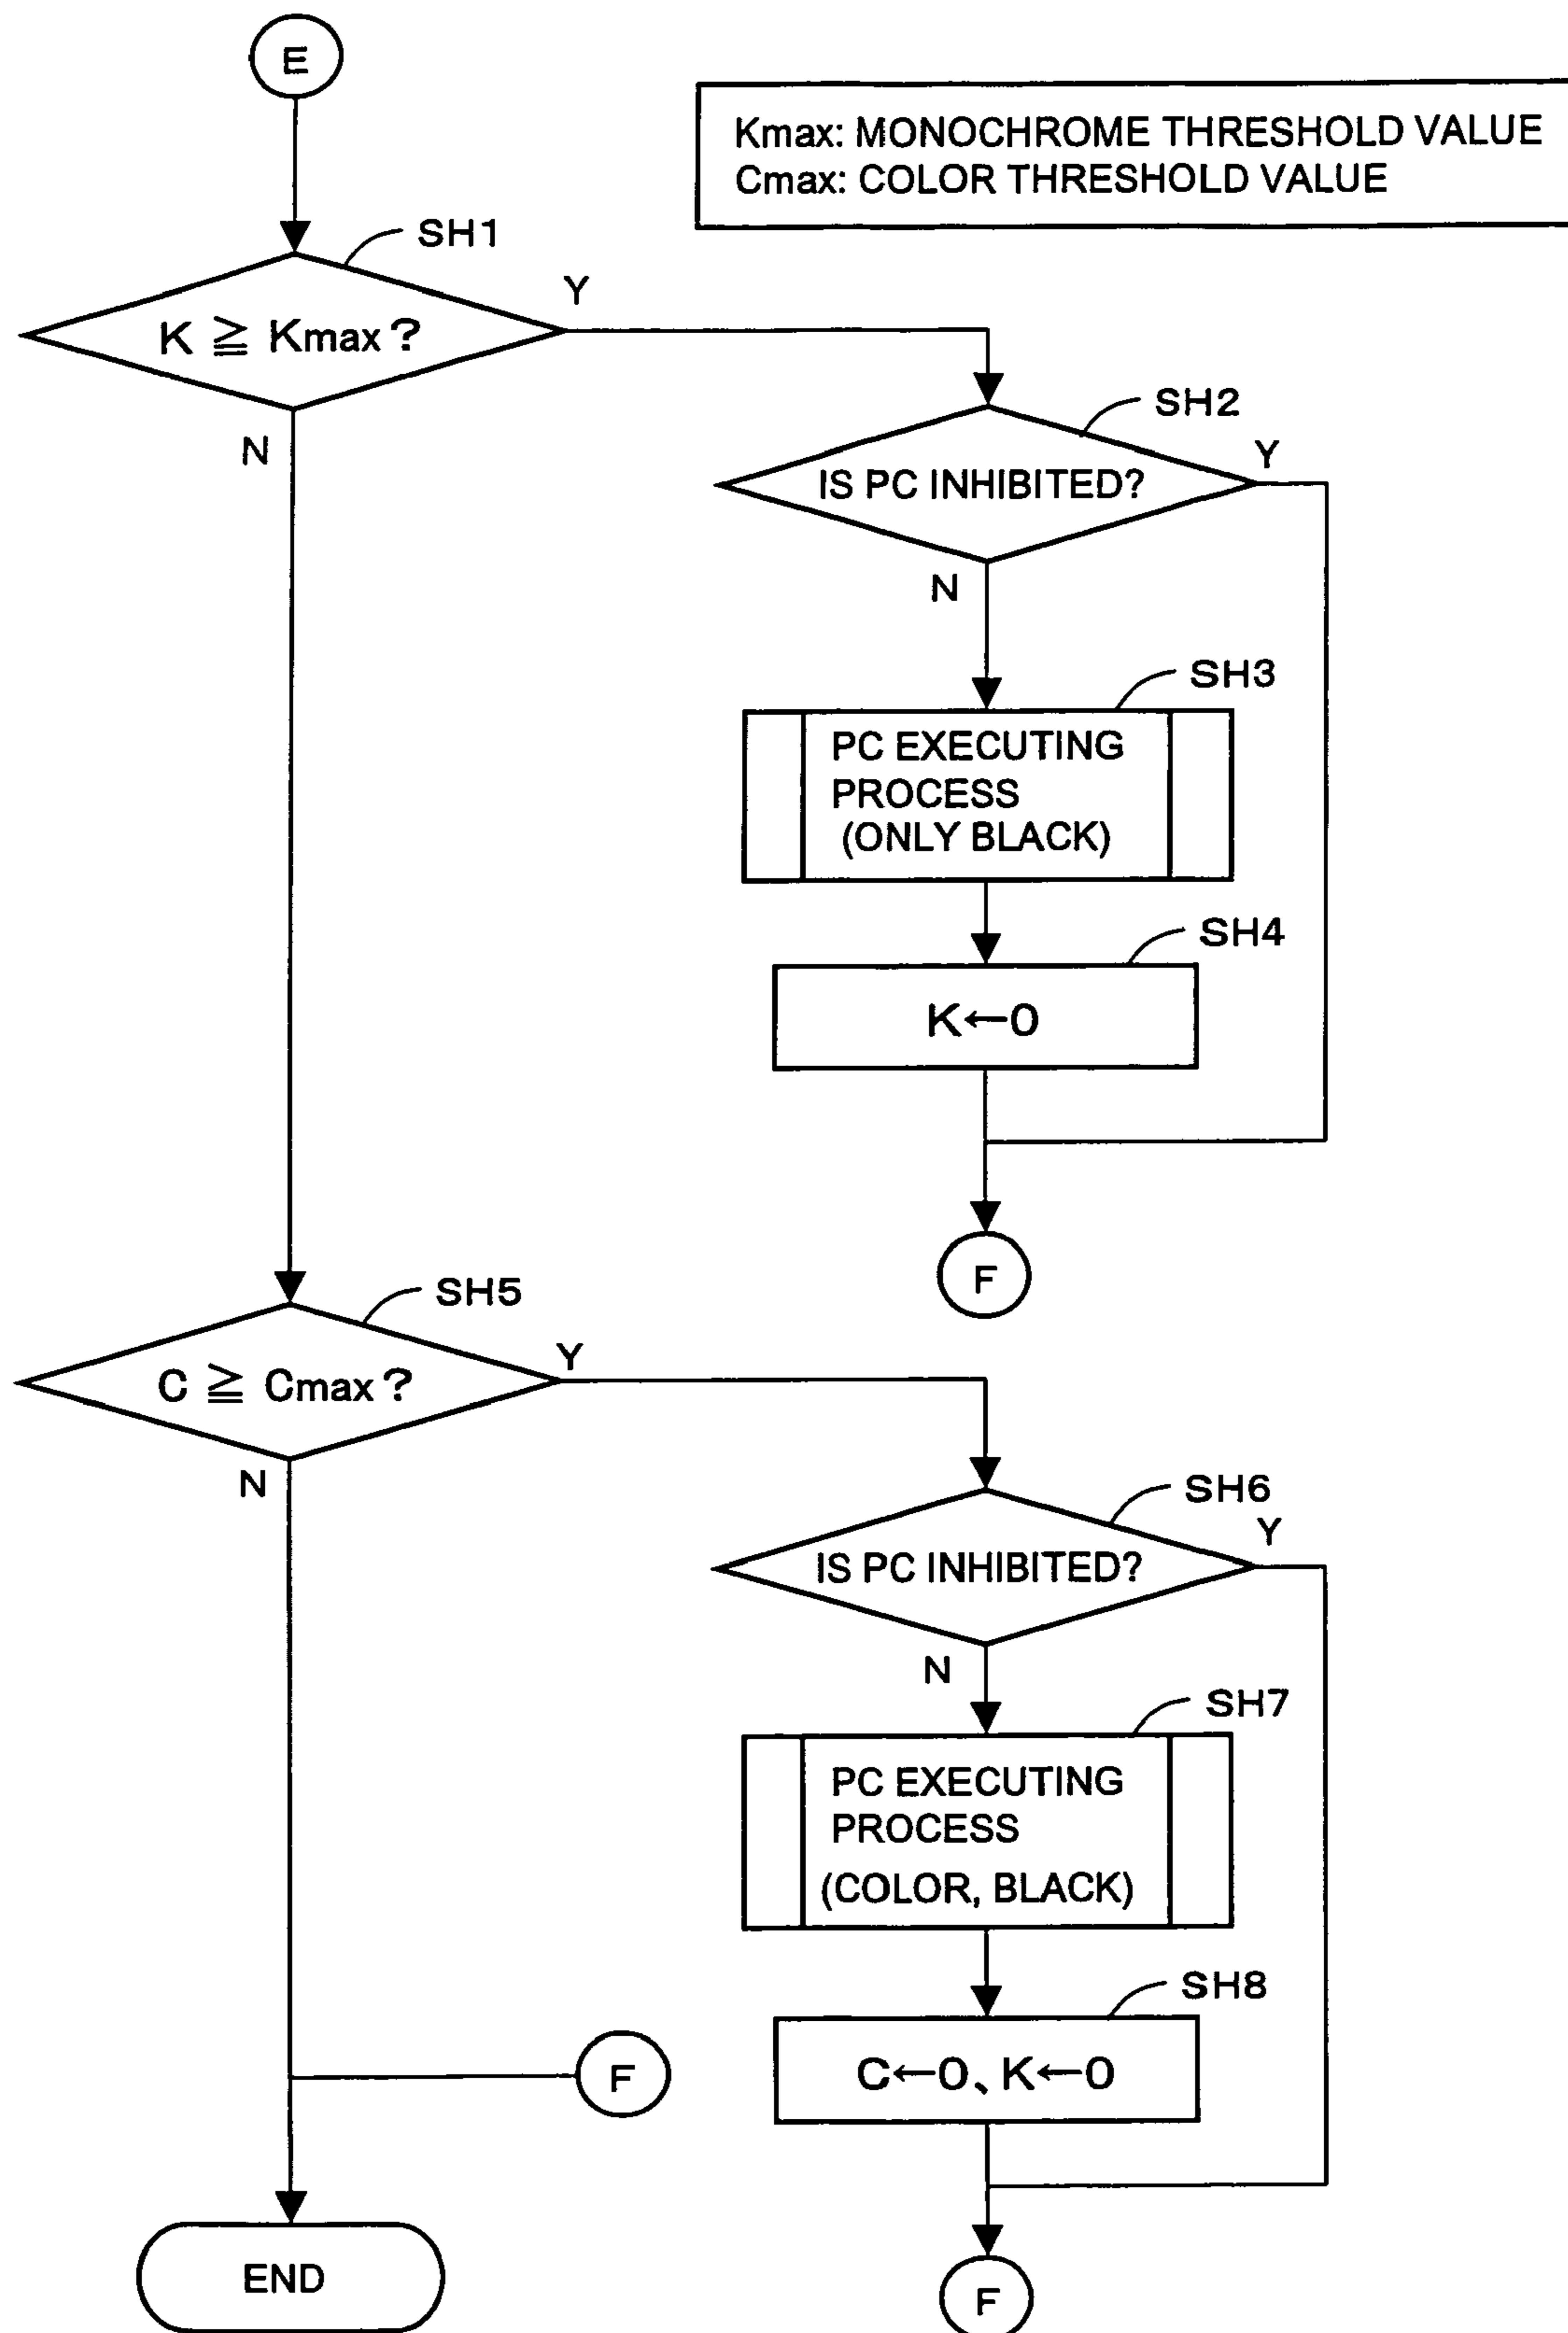 E
Kmax: MONOCHROME THRESHOLD VALUE
Cmax: COLOR THRESHOLD VALUE
SH1
K ≧ Kmax?
Y
N
SH2
IS PC INHIBITED?
Y
N
SH3
PC EXECUTING
PROCESS
(ONLY BLACK)
SH4
K←0
F
SH5
C ≧ Cmax?
Y
N
SH6
IS PC INHIBITED?
Y
N
SH7
PC EXECUTING
PROCESS
(COLOR, BLACK)
SH8
C←0、K←0
F
END
F